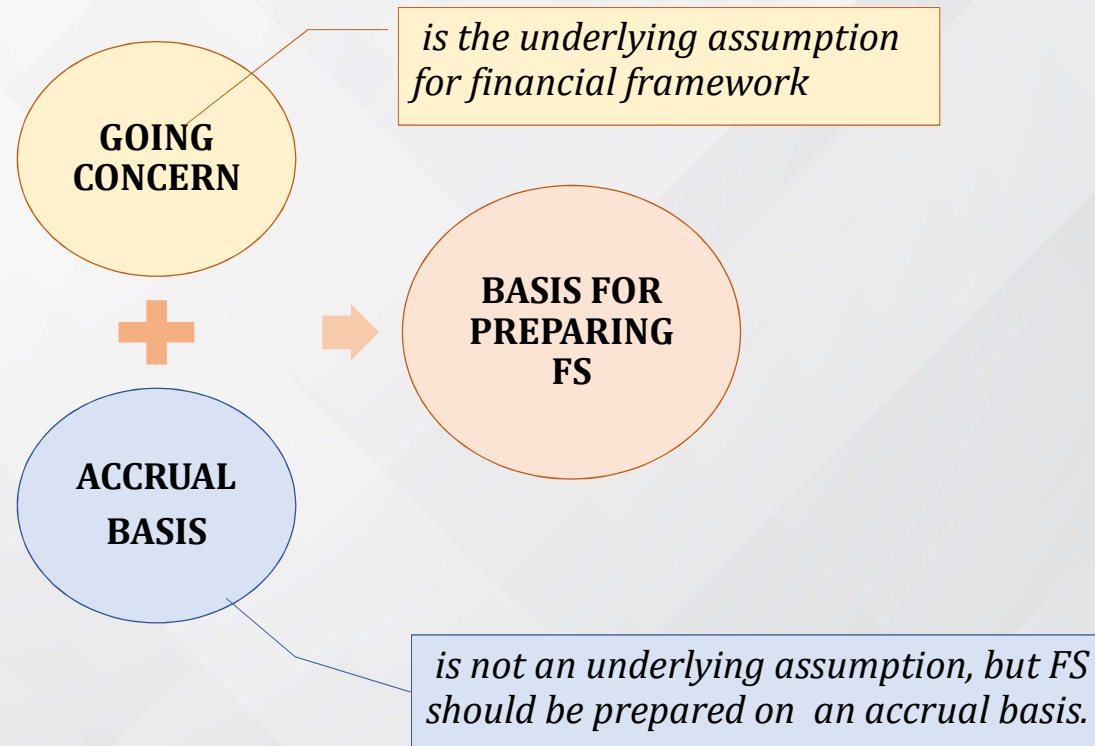 is the underlying assumption
for financial framework
GOING
CONCERN
BASIS FOR
PREPARING
FS
ACCRUAL
BASIS
is not an underlying assumption, but FS
should be prepared on an accrual basis.